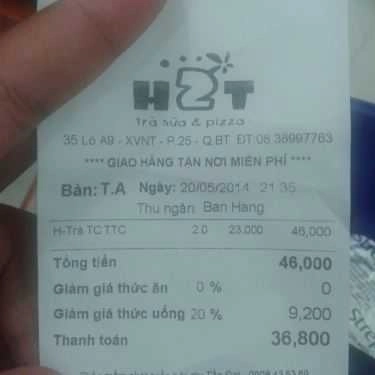 H2T
Trà sữa & pizza
35 Lô A9 - XVNT - P.25 - Q.BT ĐT:08.38997763
**** GIAO HÀNG TẬN NƠI MIỄN PHÍ ****
Bàn: T.A Ngày: 20/05/2014 21:35
Thu ngân: Ban Hang
H-Trà TC TTC 2.0 23.000 46,000
Tổng tiền 46,000
Giảm giá thức ăn 0 % 0
Giảm giá thức uống 20 % 9,200
Thanh toán 36,800